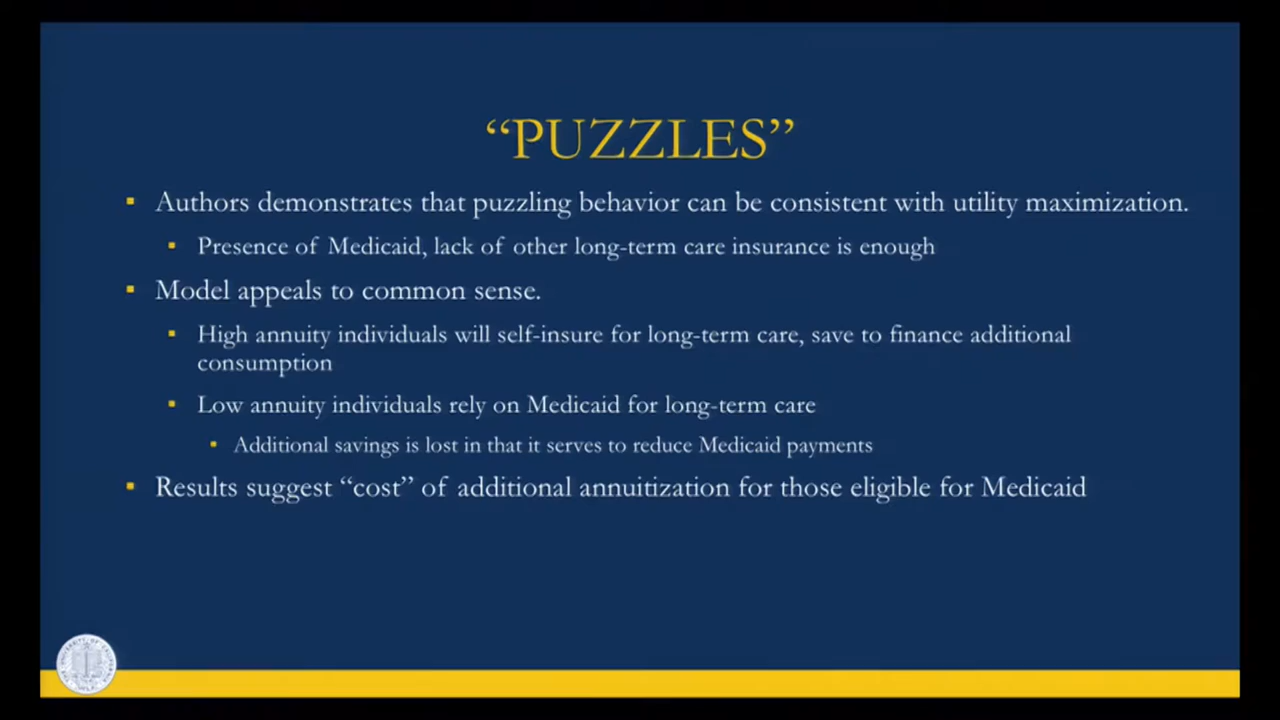 “PUZZLES”
▪ Authors demonstrates that puzzling behavior can be consistent with utility maximization.
▪ Presence of Medicaid, lack of other long-term care insurance is enough
▪ Model appeals to common sense.
▪ High annuity individuals will self-insure for long-term care, save to finance additional
consumption
▪ Low annuity individuals rely on Medicaid for long-term care
▪ Additional savings is lost in that it serves to reduce Medicaid payments
▪ Results suggest “cost” of additional annuitization for those eligible for Medicaid